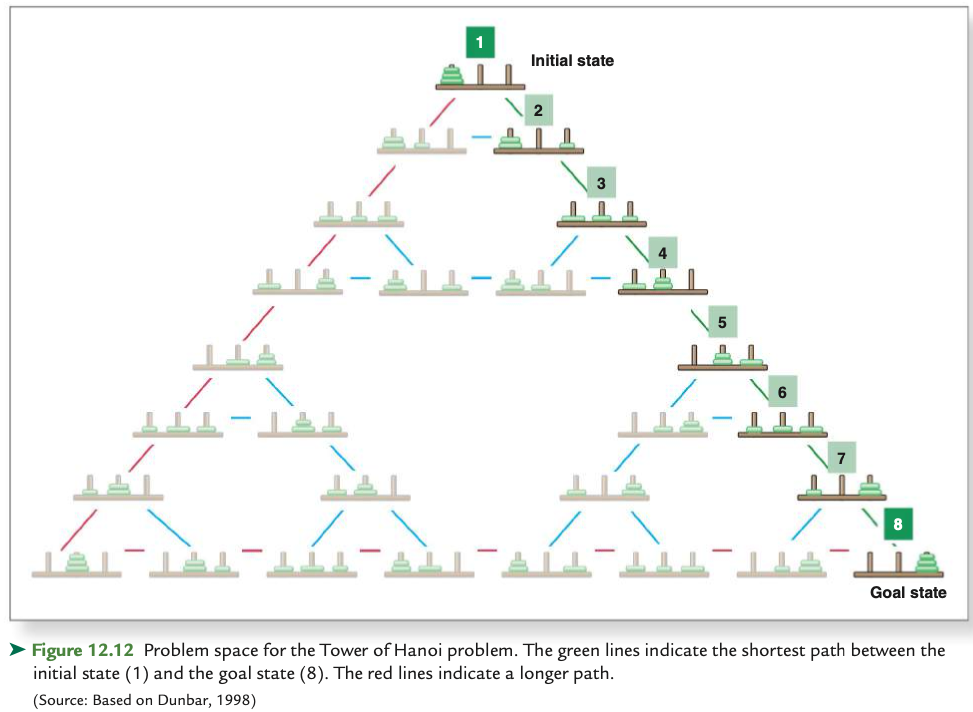 1
Initial state
2
3
4
5
6
7
8
Goal state
➤ Figure 12.12 Problem space for the Tower of Hanoi problem. The green lines indicate the shortest path between the
initial state (1) and the goal state (8). The red lines indicate a longer path.
(Source: Based on Dunbar, 1998)